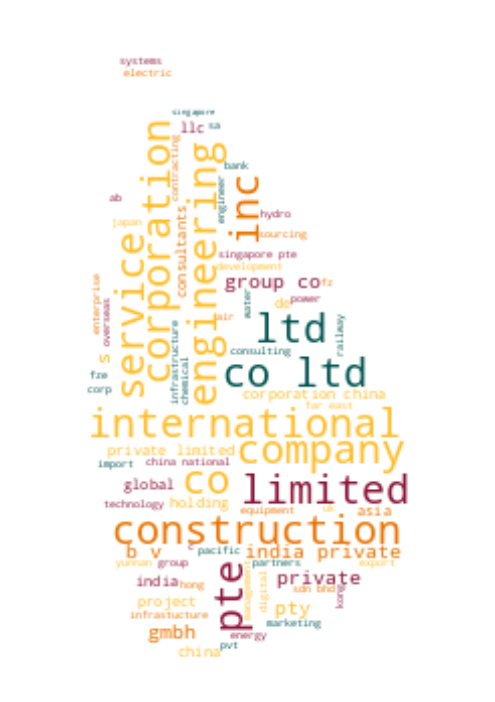 systems
electric
singapore
llc
sa
corporation
contracting
engineering
bank
engineer
inc
ab
hydro
japan
consultants
sourcing
service
singapore pte
development
group co
fz
enterprise
overseas
water
de
power
air
ltd
infrastructure
chemical
railway
consulting
s
fze
co ltd
corp
corporation china
far east
international
company
private limited
import
china national
global
co
limited
technology
holding
equipment
uk
asia
construction
b v
c
pacific
india private
yunnan
group
partners
export
pte
management
digital
india
hong
private
sdn bhd
kong
project
infrastucture
pty
marketing
gmbh
energy
pvt
china